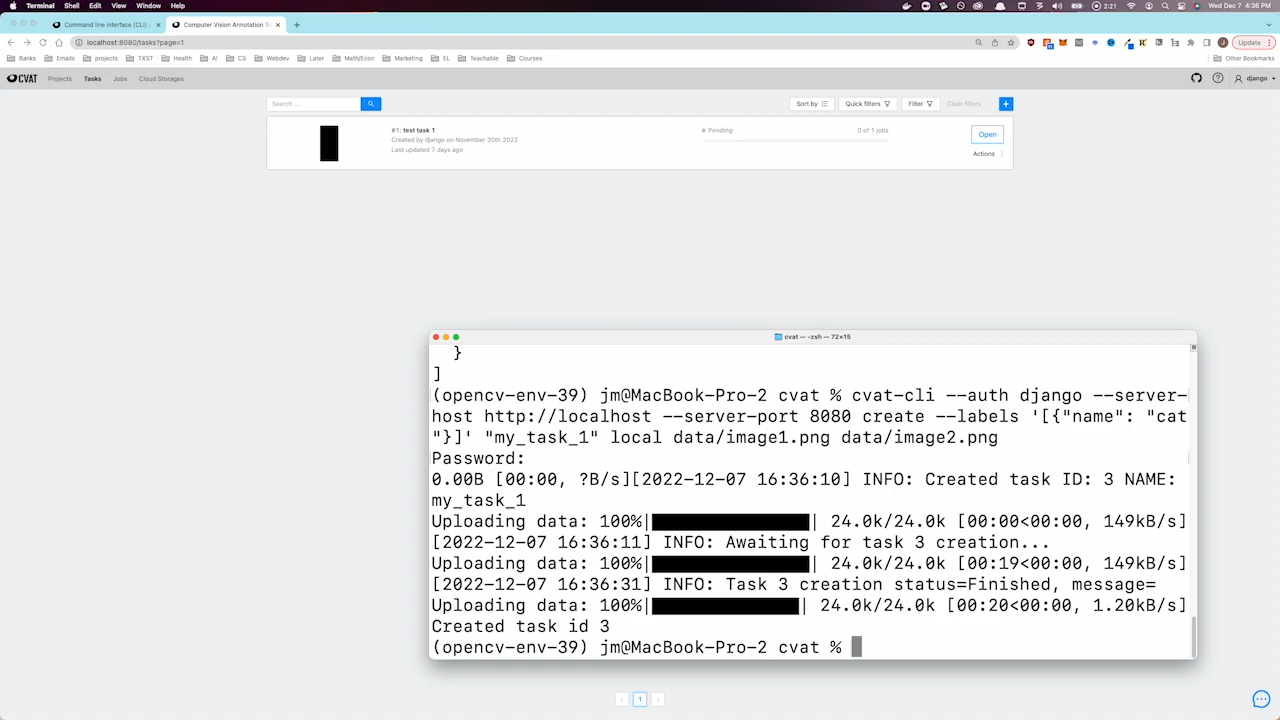 Terminal Shell Edit View Window Help 2:21 Wed Dec 7 4:36 PM
Command line interface (CLI) Computer Vision Annotation T
localhost:8080/tasks?page=1 Update
Banks Emails projects TXST Health AI CS Webdev Later Math/Econ Marketing EL Teachable Courses Other Bookmarks
CVAT Projects Tasks Jobs Cloud Storages django
Search ... Sort by Quick filters Filter Clear filters +
#1: test task 1 Pending 0 of 1 jobs Open
Created by django on November 30th 2022
Last updated 7 days ago Actions
cvat — -zsh — 72×15
}
]
(opencv-env-39) jm@MacBook-Pro-2 cvat % cvat-cli --auth django --server-
host http://localhost --server-port 8080 create --labels '[{"name": "cat
"}]' "my_task_1" local data/image1.png data/image2.png
Password:
0.00B [00:00, ?B/s][2022-12-07 16:36:10] INFO: Created task ID: 3 NAME:
my_task_1
Uploading data: 100%| | 24.0k/24.0k [00:00<00:00, 149kB/s]
[2022-12-07 16:36:11] INFO: Awaiting for task 3 creation...
Uploading data: 100%| | 24.0k/24.0k [00:19<00:00, 149kB/s]
[2022-12-07 16:36:31] INFO: Task 3 creation status=Finished, message=
Uploading data: 100%| | 24.0k/24.0k [00:20<00:00, 1.20kB/s]
Created task id 3
(opencv-env-39) jm@MacBook-Pro-2 cvat %
1